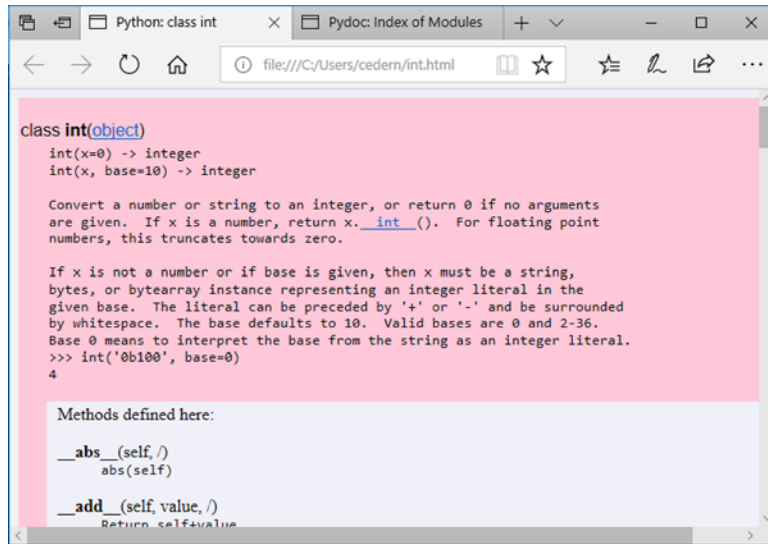 Python: class int
Pydoc: Index of Modules
file:///C:/Users/cedern/int.html
class int(object)
int(x=0) -> integer
int(x, base=10) -> integer
Convert a number or string to an integer, or return 0 if no arguments
are given.  If x is a number, return x.__int__().  For floating point
numbers, this truncates towards zero.
If x is not a number or if base is given, then x must be a string,
bytes, or bytearray instance representing an integer literal in the
given base.  The literal can be preceded by '+' or '-' and be surrounded
by whitespace.  The base defaults to 10.  Valid bases are 0 and 2-36.
Base 0 means to interpret the base from the string as an integer literal.
>>> int('0b100', base=0)
4
Methods defined here:
__abs__(self, /)
abs(self)
__add__(self, value, /)
Return self+value